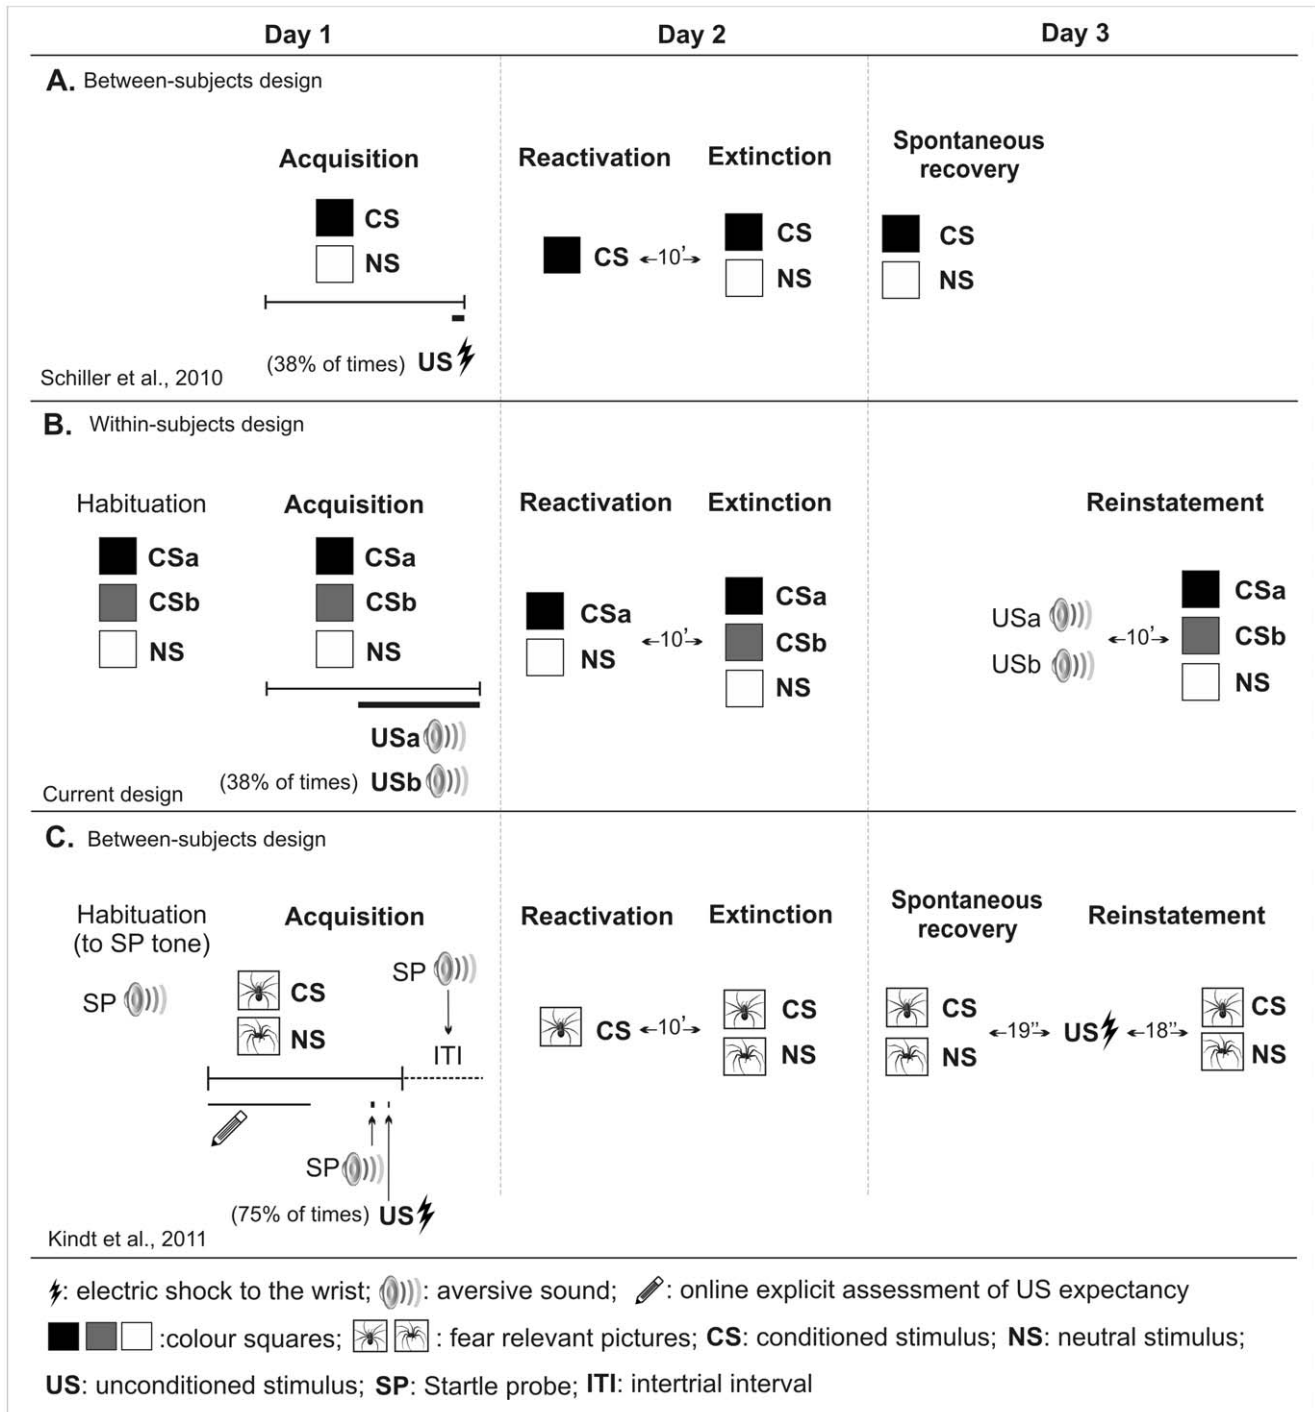 Day 1 Day 2 Day 3
A. Between-subjects design
Acquisition
CS
NS
(38% of times) US
Schiller et al., 2010
Reactivation Extinction
CS ←10’→ CS
NS
Spontaneous
recovery
CS
NS
B. Within-subjects design
Habituation
CSa
CSb
NS
Acquisition
CSa
CSb
NS
USa
(38% of times) USb
Current design
Reactivation Extinction
CSa
NS
←10’→
CSa
CSb
NS
Reinstatement
USa
USb
←10’→
CSa
CSb
NS
C. Between-subjects design
Habituation
(to SP tone)
SP
Acquisition
CS
NS
SP
ITI
SP
(75% of times) US
Kindt et al., 2011
Reactivation Extinction
CS ←10’→ CS
NS
Spontaneous
recovery
CS
NS
←19”→ US ←18”→
Reinstatement
CS
NS
: electric shock to the wrist; : aversive sound; : online explicit assessment of US expectancy
:colour squares; : fear relevant pictures; CS: conditioned stimulus; NS: neutral stimulus;
US: unconditioned stimulus; SP: Startle probe; ITI: intertrial interval